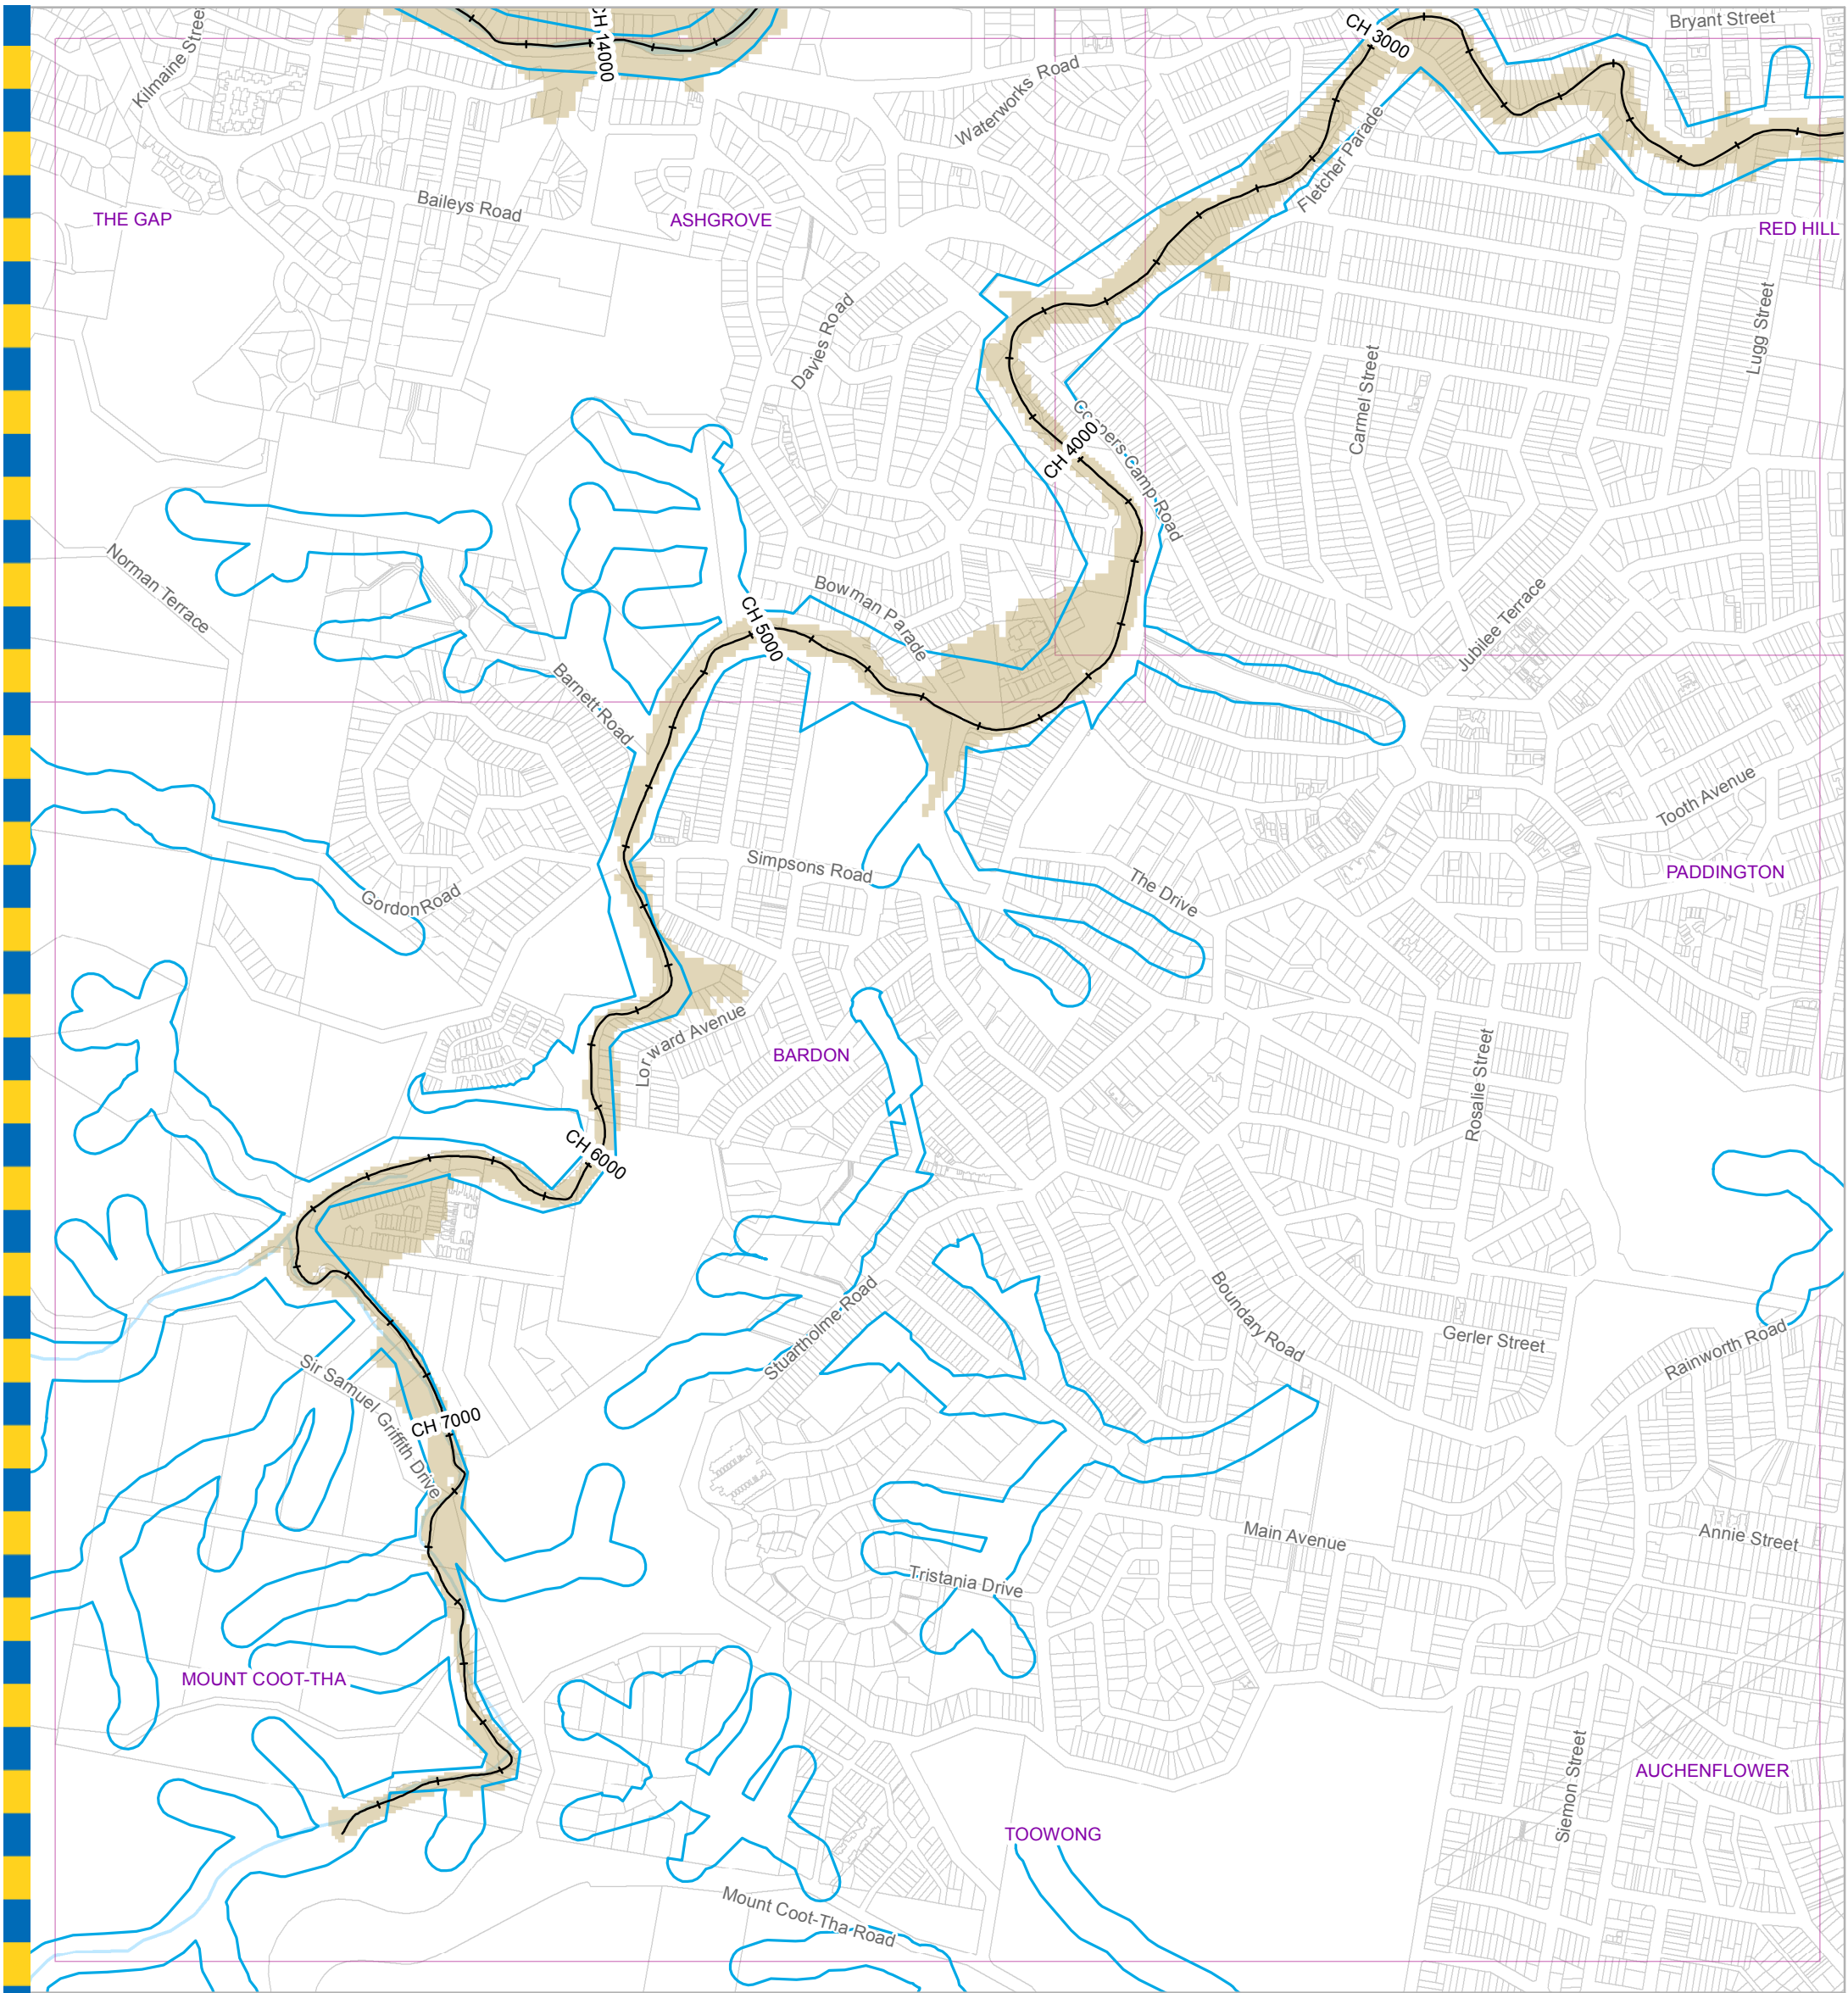 Kilmaine Street
CH 14000
CH 3000
Bryant Street
Waterworks Road
Fletcher Parade
Baileys Road
THE GAP
ASHGROVE
RED HILL
Davies Road
Lugg Street
Carmel Street
Coopers Camp Road
CH 4000
Norman Terrace
Bowman Parade
CH 5000
Jubilee Terrace
Barnett Road
Tooth Avenue
Simpsons Road
The Drive
PADDINGTON
Gordon Road
Lorward Avenue
BARDON
Rosalie Street
CH 6000
Stuartholme Road
Boundary Road
Gerler Street
Rainworth Road
Sir Samuel Griffith Drive
CH 7000
Main Avenue
Annie Street
Tristania Drive
MOUNT COOT-THA
Siemon Street
AUCHENFLOWER
TOOWONG
Mount Coot-Tha Road